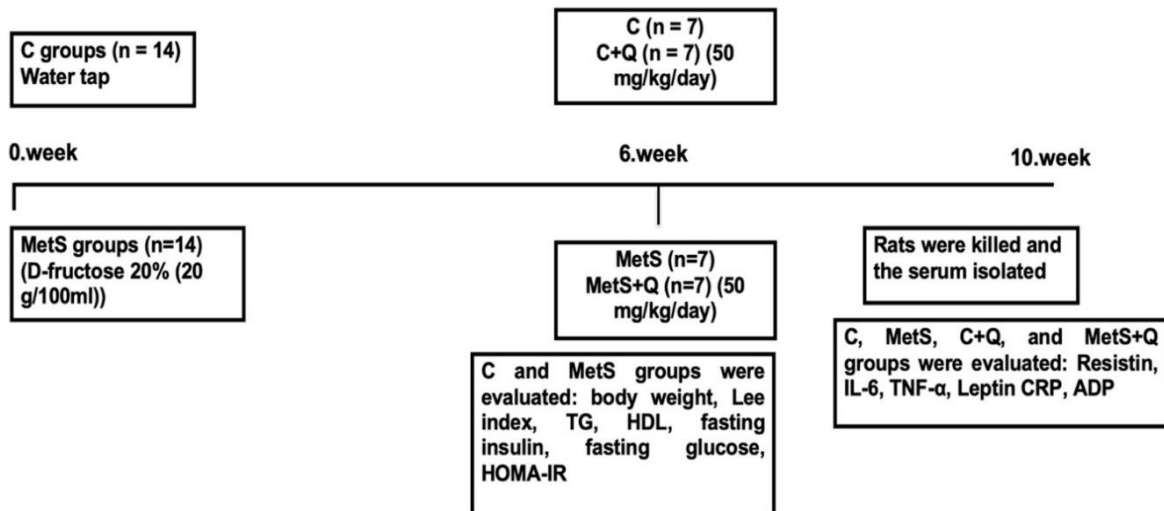 C groups (n = 14)
Water tap
C (n = 7)
C+Q (n = 7) (50
mg/kg/day)
0.week
6.week
10.week
MetS groups (n=14)
(D-fructose 20% (20
g/100ml))
MetS (n=7)
MetS+Q (n=7) (50
mg/kg/day)
C and MetS groups were
evaluated: body weight, Lee
index, TG, HDL, fasting
insulin, fasting glucose,
HOMA-IR
Rats were killed and
the serum isolated
C, MetS, C+Q, and MetS+Q
groups were evaluated: Resistin,
IL-6, TNF-α, Leptin CRP, ADP